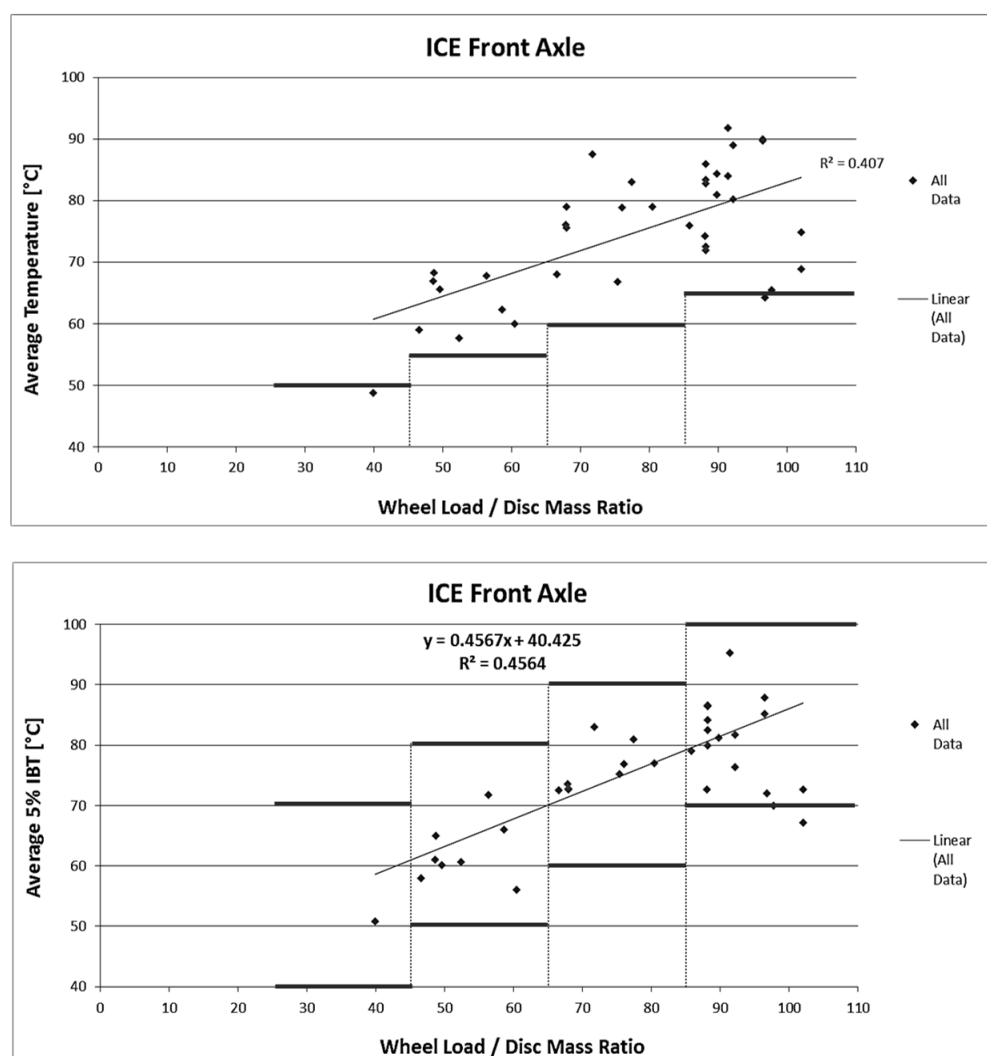 ICE Front Axle
100
90
80
70
60
50
40
Average Temperature [°C]
R² = 0.407
All
Data
Linear
(All
Data)
0 10 20 30 40 50 60 70 80 90 100 110
Wheel Load / Disc Mass Ratio
ICE Front Axle
100
90
80
70
60
50
40
Average 5% IBT [°C]
y = 0.4567x + 40.425
R² = 0.4564
All
Data
Linear
(All
Data)
0 10 20 30 40 50 60 70 80 90 100 110
Wheel Load / Disc Mass Ratio